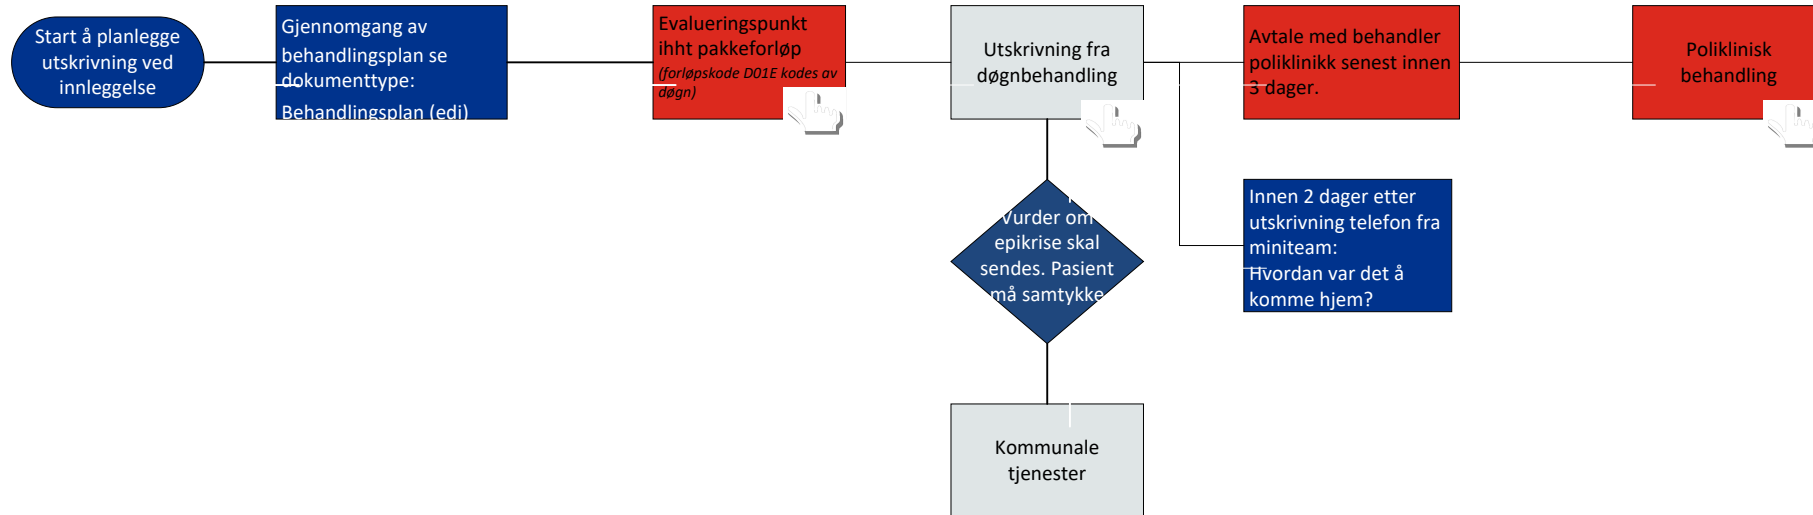 Start å planlegge
utskrivning ved
innleggelse
Gjennomgang av
behandlingsplan se
dokumenttype:
Behandlingsplan (edi)
Evalueringspunkt
ihht pakkeforløp
(forløpskode D01E kodes av
døgn)
Utskrivning fra
døgnbehandling
Avtale med behandler
poliklinikk senest innen
3 dager.
Poliklinisk
behandling
Innen 2 dager etter
utskrivning telefon fra
miniteam:
Hvordan var det å
komme hjem?
Vurder om
epikrise skal
sendes. Pasient
må samtykke
Kommunale
tjenester